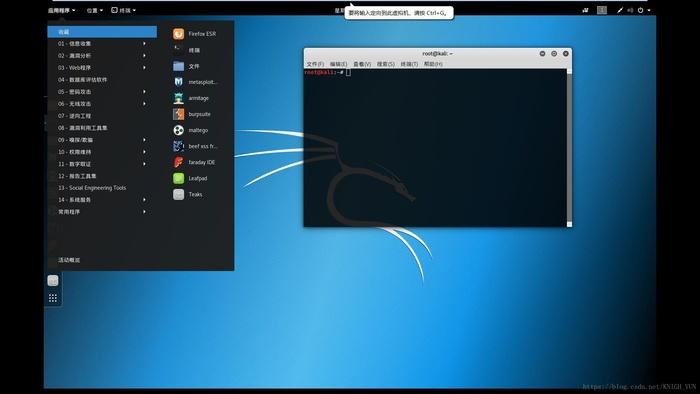 应用程序 位置 终端
要将输入定向到此虚拟机，请按 Ctrl+G。
收藏
01 - 信息收集
02 - 漏洞分析
03 - Web程序
04 - 数据库评估软件
05 - 密码攻击
06 - 无线攻击
07 - 逆向工程
08 - 漏洞利用工具集
09 - 嗅探/欺骗
10 - 权限维持
11 - 数字取证
12 - 报告工具集
13 - Social Engineering Tools
14 - 系统服务
常用程序
活动概览
Firefox ESR
终端
文件
metasploit...
armitage
burpsuite
maltego
beef xss fr...
faraday IDE
Leafpad
Tweaks
root@kali: ~
文件(F) 编辑(E) 查看(V) 搜索(S) 终端(T) 帮助(H)
root@kali:~#
https://blog.csdn.net/KNIGH_YUN